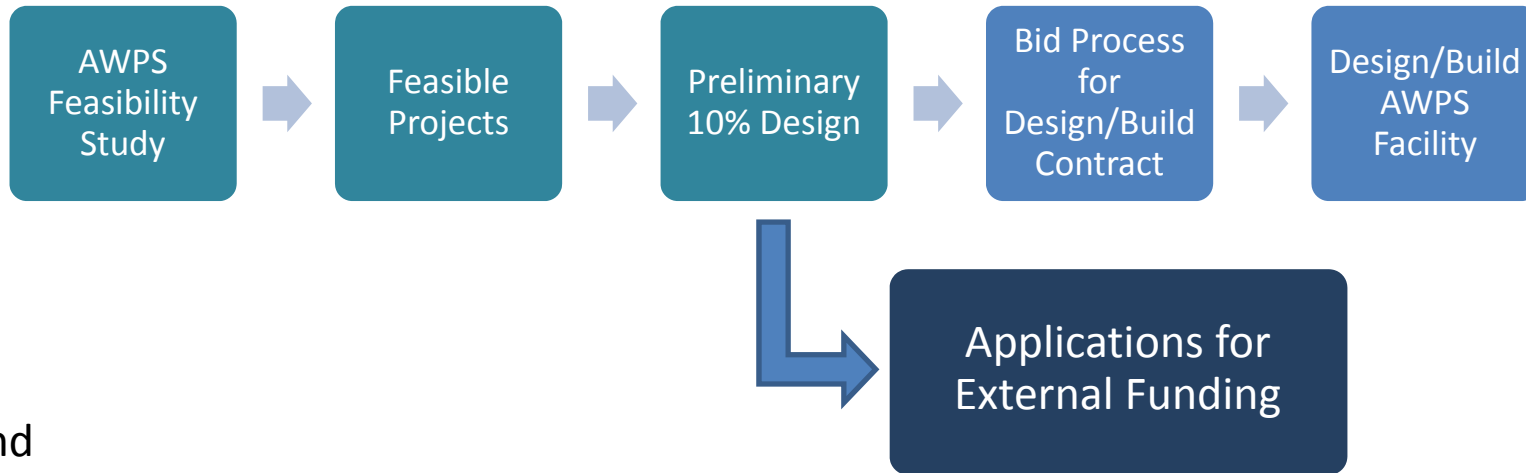 AWPS
Feasibility
Study
Feasible
Projects
Preliminary
10% Design
Bid Process
for
Design/Build
Contract
Design/Build
AWPS
Facility
Applications for
External Funding
nd